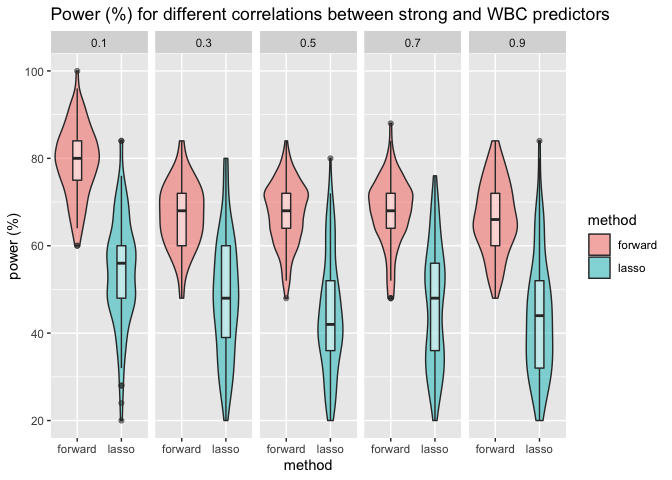 Power (%) for different correlations between strong and WBC predictors
0.1 0.3 0.5 0.7 0.9
100
80
60
40
20
power (%)
forward lasso forward lasso forward lasso forward lasso forward lasso
method
method
forward
lasso